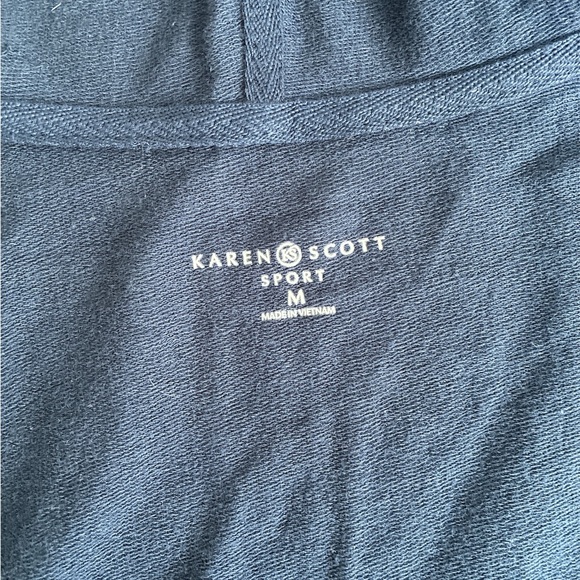 KAREN KS SCOTT
SPORT
M
MADE IN VIETNAM